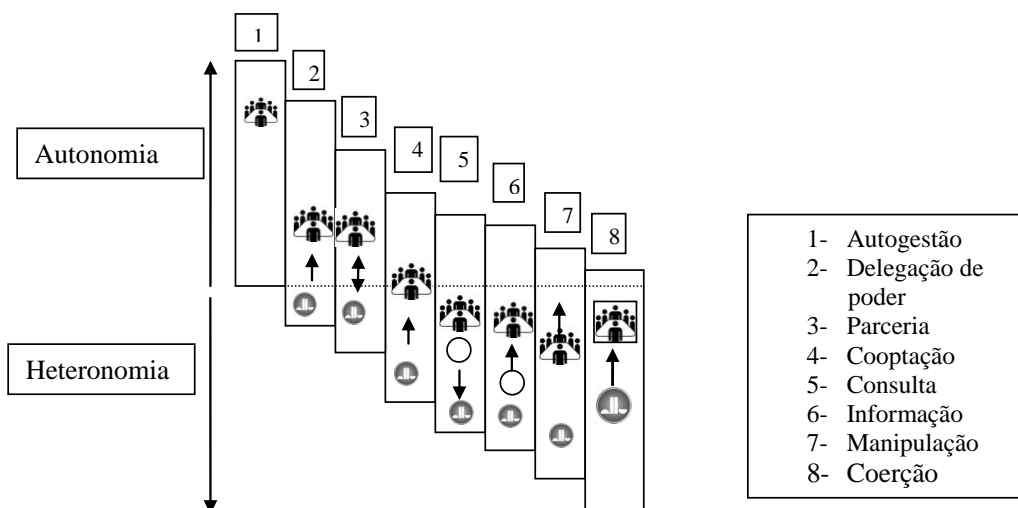 1
2
3
4
5
6
7
8
Autonomia
Heteronomia
1- Autogestão
2- Delegação de
poder
3- Parceria
4- Cooptação
5- Consulta
6- Informação
7- Manipulação
8- Coerção